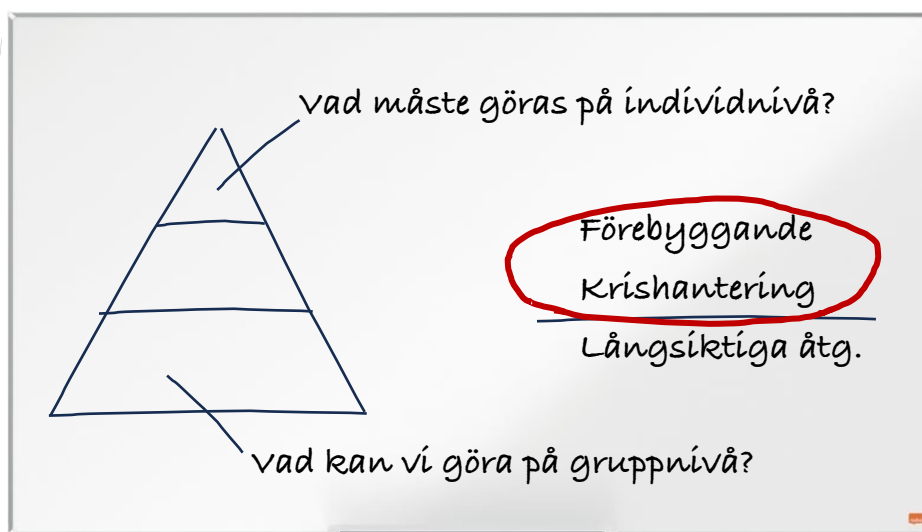 Vad måste göras på individnivå?
Förebyggande
Krishantering
Långsiktiga åtg.
Vad kan vi göra på gruppnivå?